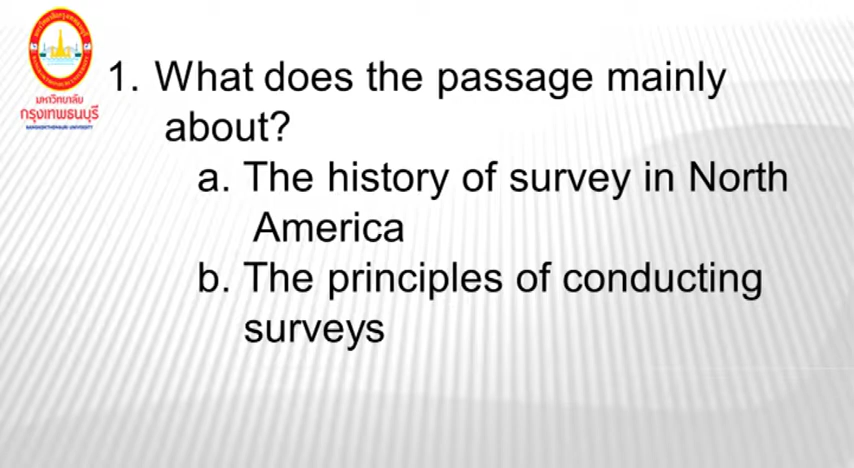 มหาวิทยาลัย
กรุงเทพธนบุรี
BANGKOKTHONBURI UNIVERSITY
1. What does the passage mainly
about?
a. The history of survey in North
America
b. The principles of conducting
surveys